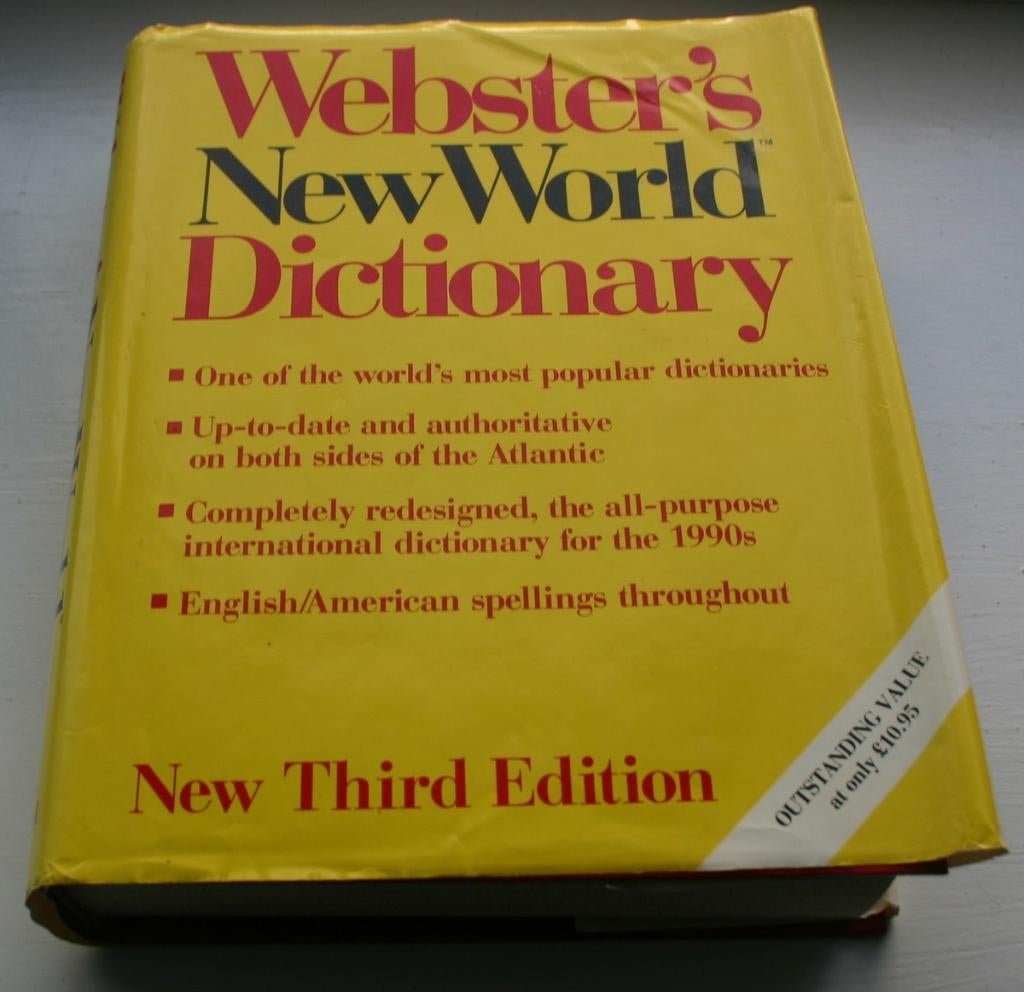 Webster's
New World™
Dictionary
▪ One of the world's most popular dictionaries
▪ Up-to-date and authoritative
on both sides of the Atlantic
▪ Completely redesigned, the all-purpose
international dictionary for the 1990s
▪ English/American spellings throughout
New Third Edition
OUTSTANDING VALUE
at only £10.95